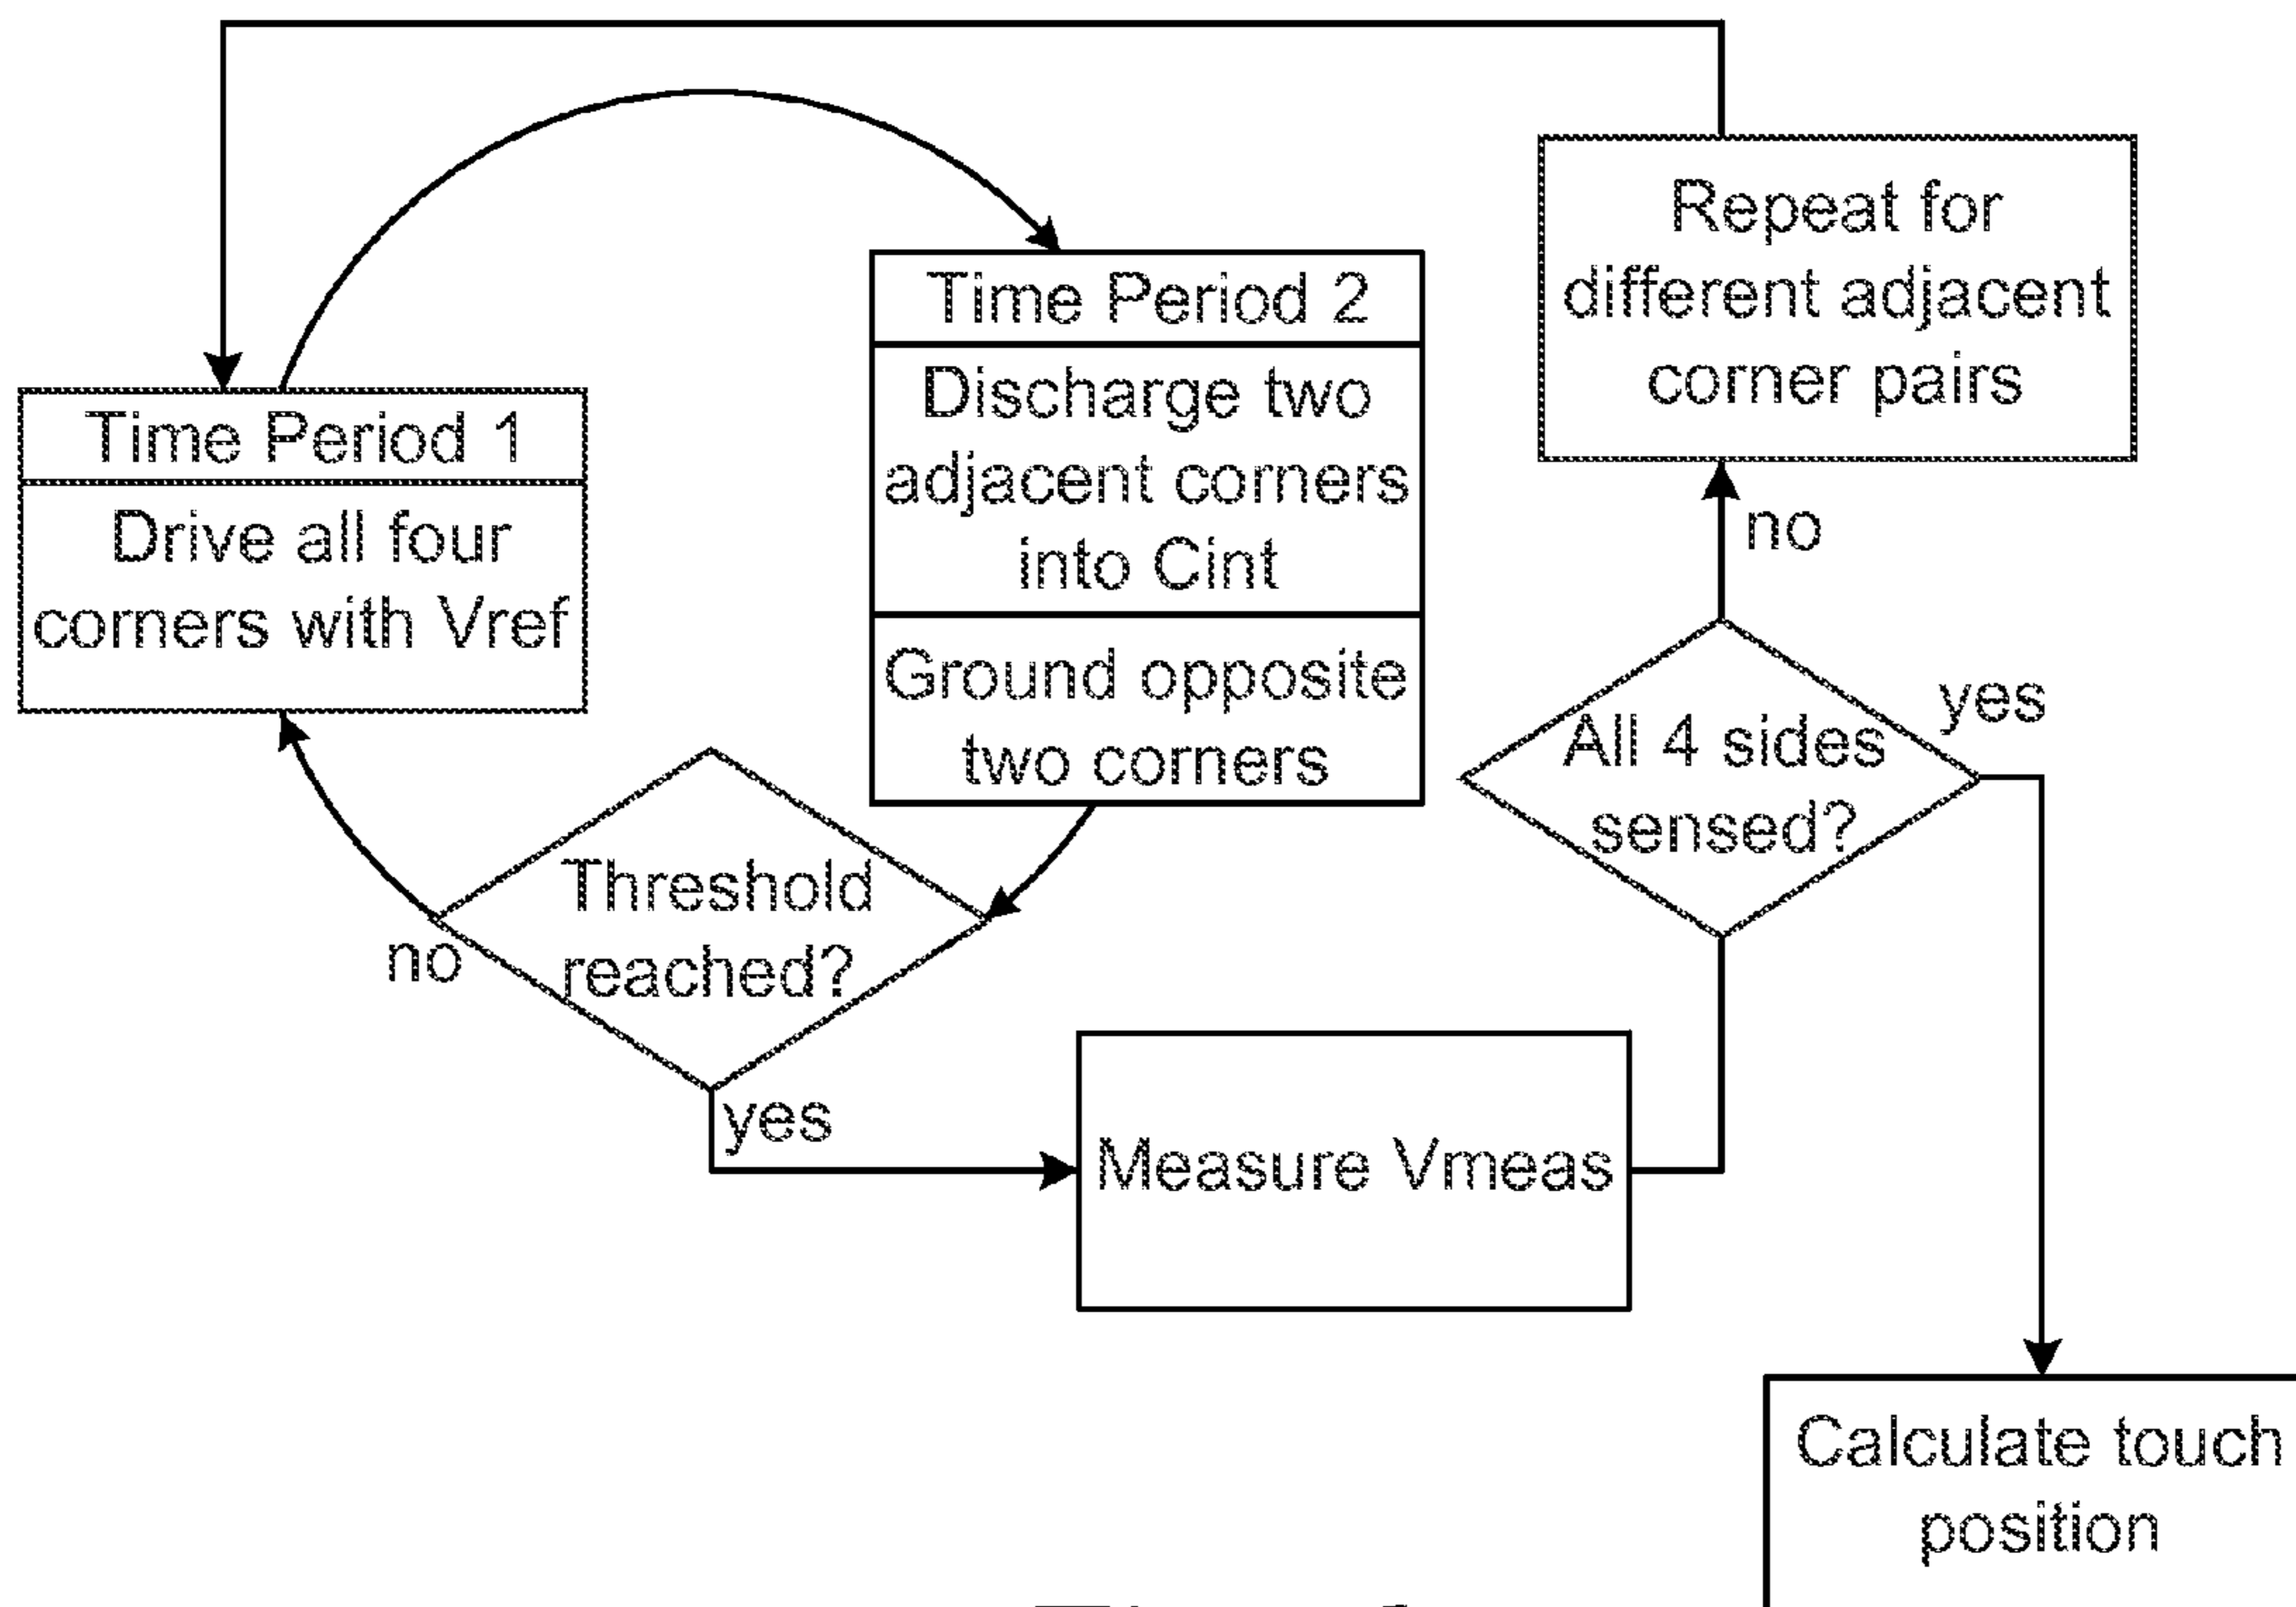 Time Period 1
Drive all four
corners with Vref
Time Period 2
Discharge two
adjacent corners
into Cint
Ground opposite
two corners
Threshold
reached?
no
yes
Measure Vmeas
All 4 sides
sensed?
no
yes
Repeat for
different adjacent
corner pairs
Calculate touch
position